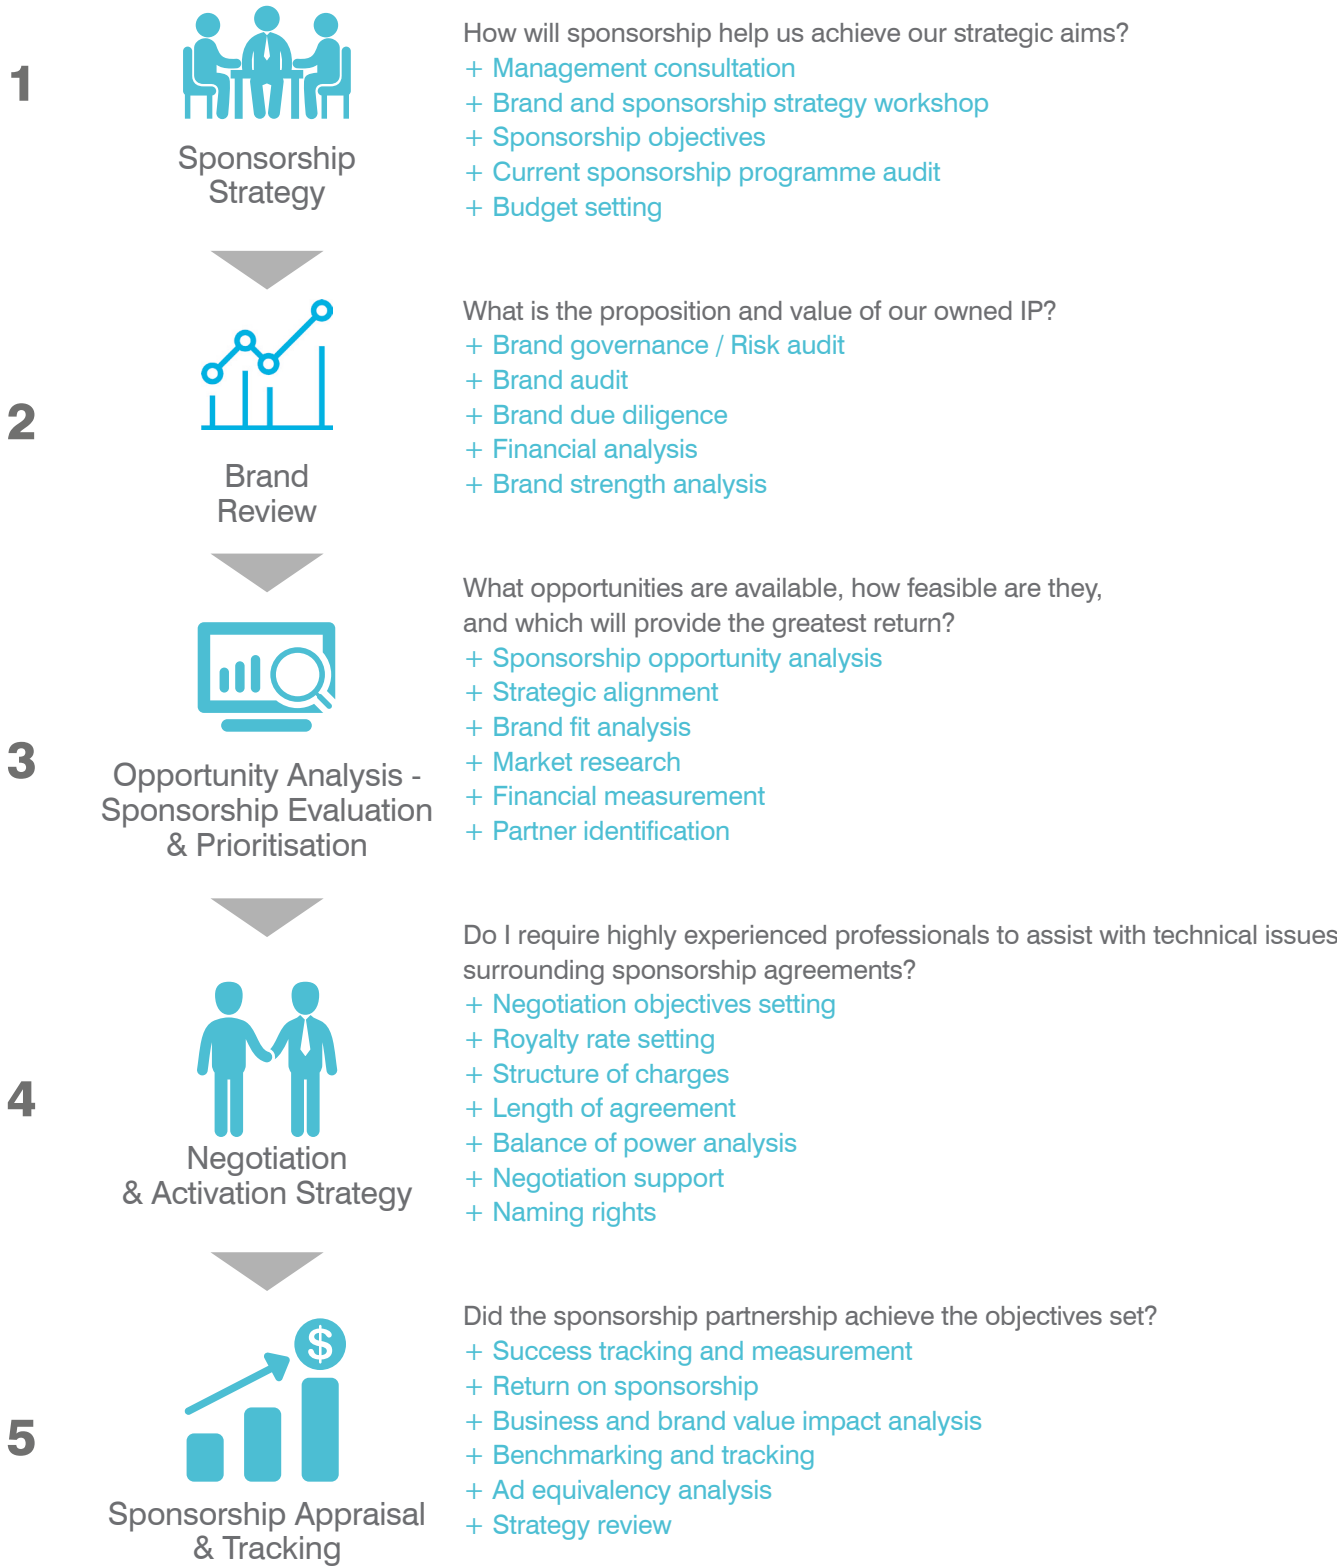 1
Sponsorship
Strategy
How will sponsorship help us achieve our strategic aims?
+ Management consultation
+ Brand and sponsorship strategy workshop
+ Sponsorship objectives
+ Current sponsorship programme audit
+ Budget setting
2
Brand
Review
What is the proposition and value of our owned IP?
+ Brand governance / Risk audit
+ Brand audit
+ Brand due diligence
+ Financial analysis
+ Brand strength analysis
3
Opportunity Analysis -
Sponsorship Evaluation
& Prioritisation
What opportunities are available, how feasible are they,
and which will provide the greatest return?
+ Sponsorship opportunity analysis
+ Strategic alignment
+ Brand fit analysis
+ Market research
+ Financial measurement
+ Partner identification
4
Negotiation
& Activation Strategy
Do I require highly experienced professionals to assist with technical issues
surrounding sponsorship agreements?
+ Negotiation objectives setting
+ Royalty rate setting
+ Structure of charges
+ Length of agreement
+ Balance of power analysis
+ Negotiation support
+ Naming rights
5
$
Sponsorship Appraisal
& Tracking
Did the sponsorship partnership achieve the objectives set?
+ Success tracking and measurement
+ Return on sponsorship
+ Business and brand value impact analysis
+ Benchmarking and tracking
+ Ad equivalency analysis
+ Strategy review